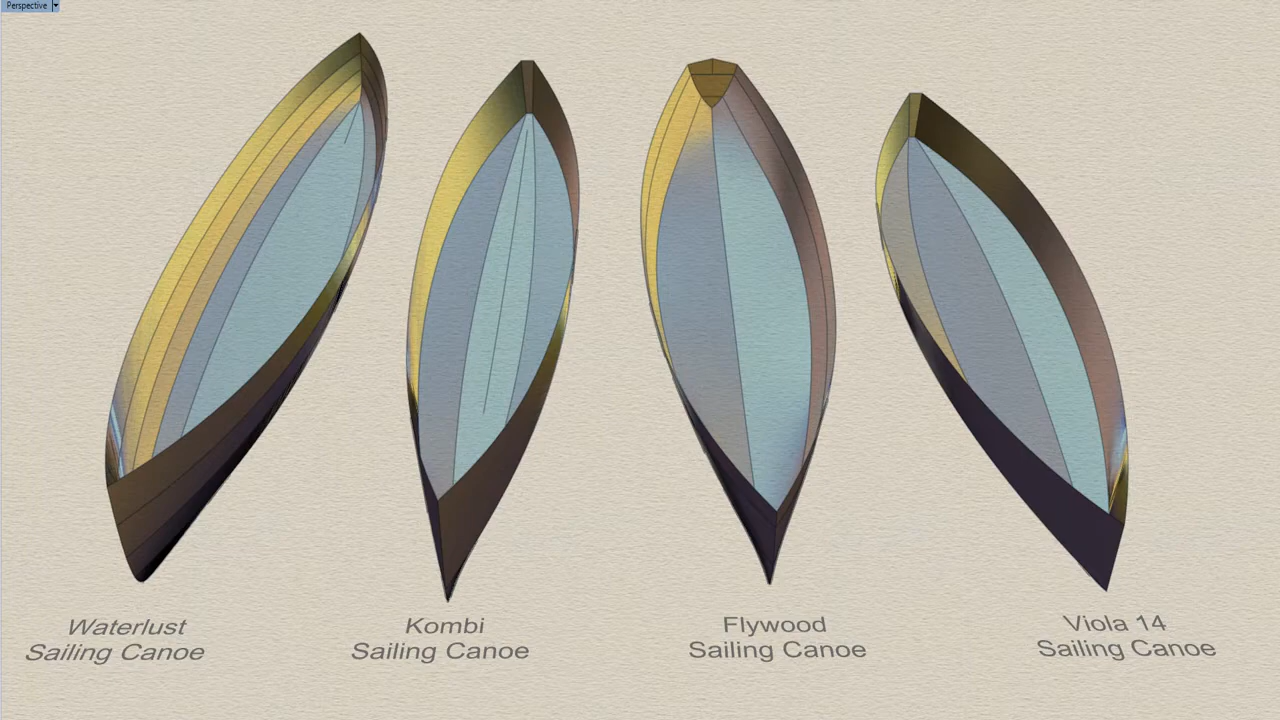 Perspective
Waterlust
Sailing Canoe
Kombi
Sailing Canoe
Flywood
Sailing Canoe
Viola 14
Sailing Canoe